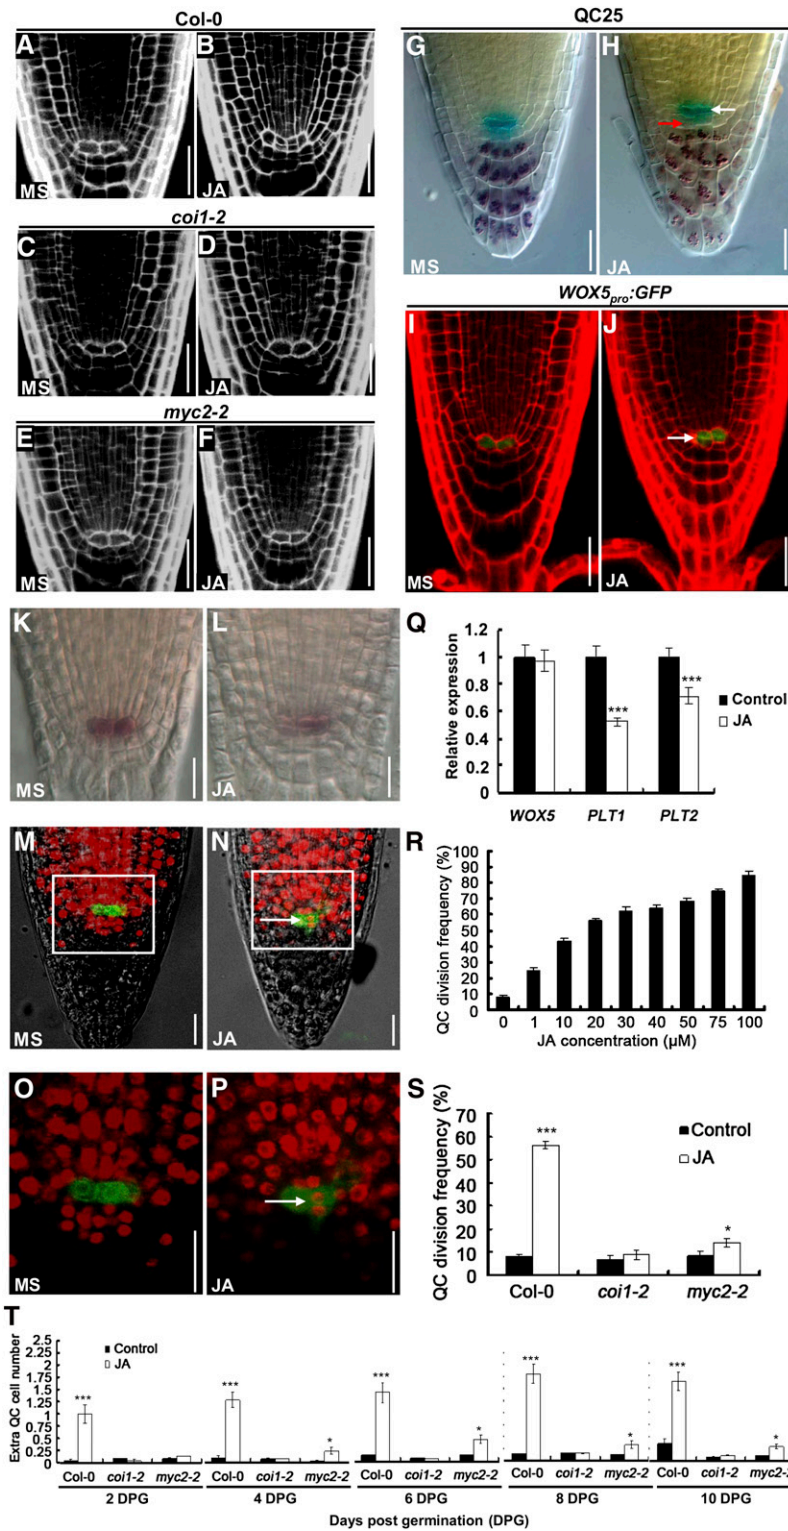 Col-0
QC25
A
B
MS
JA
G
H
MS
JA
coi1-2
C
D
MS
JA
WOX5pro:GFP
I
J
MS
JA
myc2-2
E
F
MS
JA
K
L
MS
JA
Q
Relative expression
1.2
1
0.8
0.6
0.4
0.2
0
***
***
Control
JA
WOX5 PLT1 PLT2
M
N
MS
JA
R
QC division frequency (%)
100
90
80
70
60
50
40
30
20
10
0
0 1 10 20 30 40 50 75 100
JA concentration (µM)
O
P
MS
JA
S
QC division frequency (%)
70
60
50
40
30
20
10
0
***
*
Control
JA
Col-0 coi1-2 myc2-2
T
Extra QC cell number
2.5
2.25
2
1.75
1.5
1.25
1
0.75
0.5
0.25
0
Control
JA
***
***
*
***
*
***
*
***
*
Col-0 coi1-2 myc2-2 Col-0 coi1-2 myc2-2 Col-0 coi1-2 myc2-2 Col-0 coi1-2 myc2-2 Col-0 coi1-2 myc2-2
2 DPG 4 DPG 6 DPG 8 DPG 10 DPG
Days post germination (DPG)